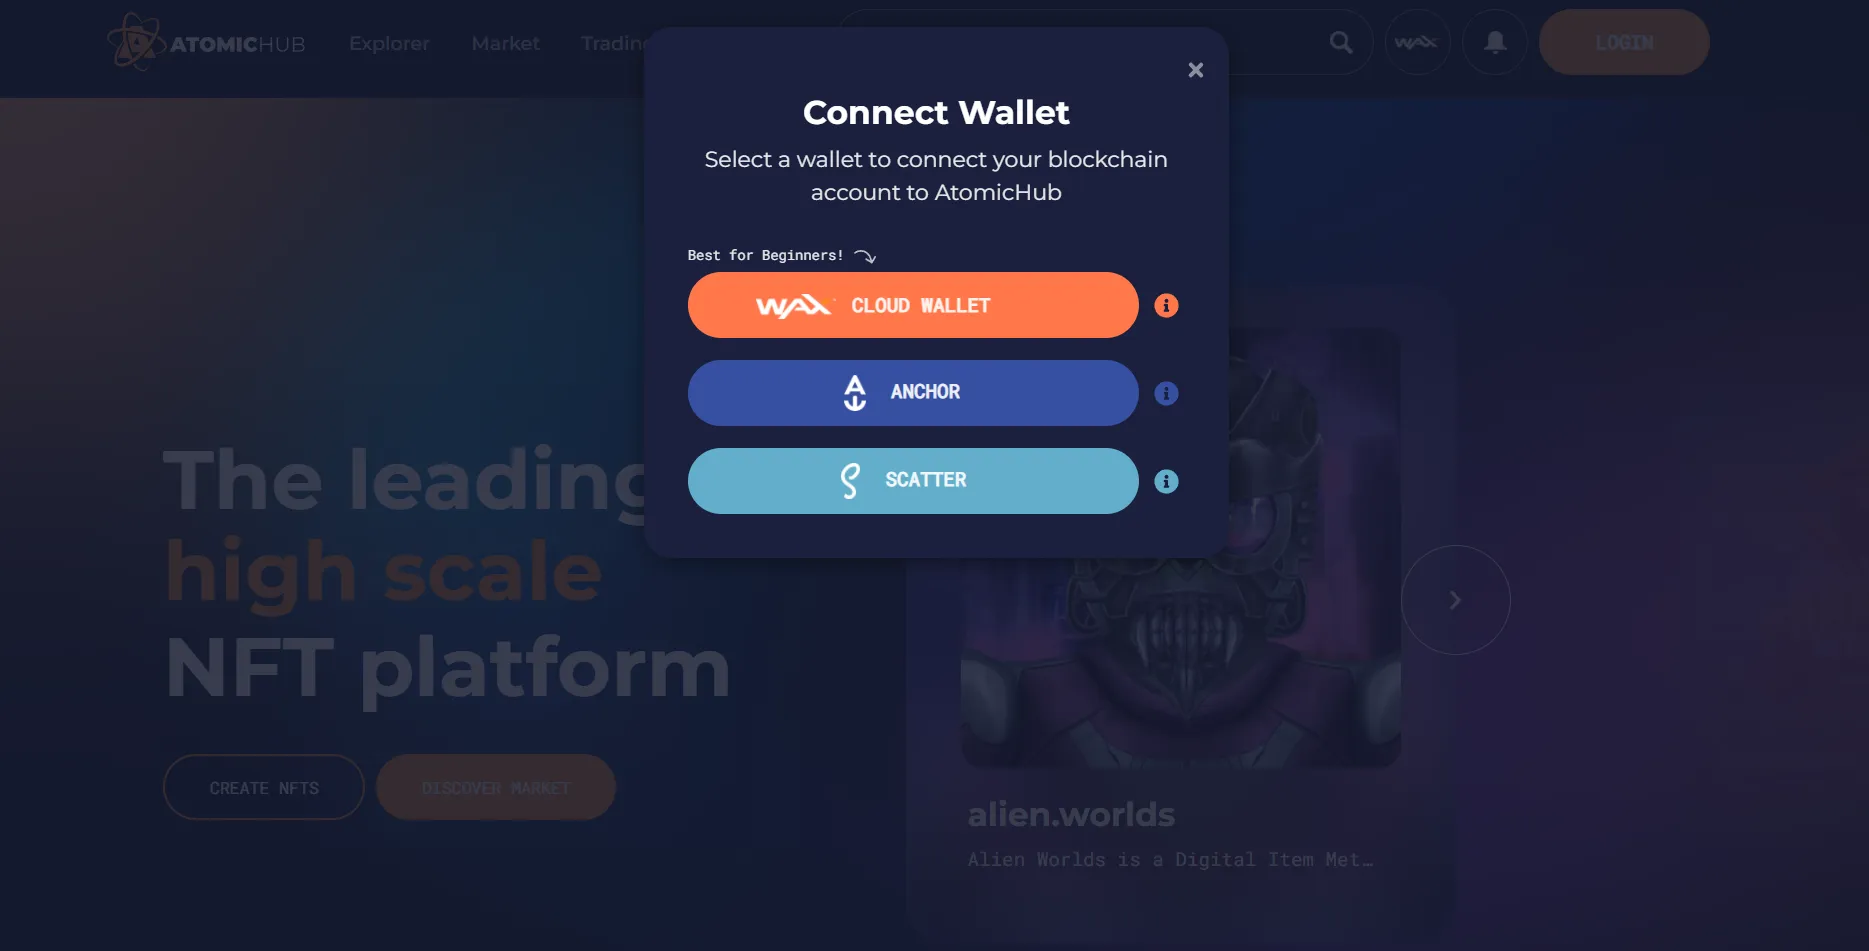 ATOMICHUB
Explorer
Market
Trading
WAX
LOGIN
Connect Wallet
Select a wallet to connect your blockchain
account to AtomicHub
Best for Beginners!
WAX CLOUD WALLET
ANCHOR
SCATTER
The leading
high scale
NFT platform
CREATE NFTS
DISCOVER MARKET
alien.worlds
Alien Worlds is a Digital Item Met…